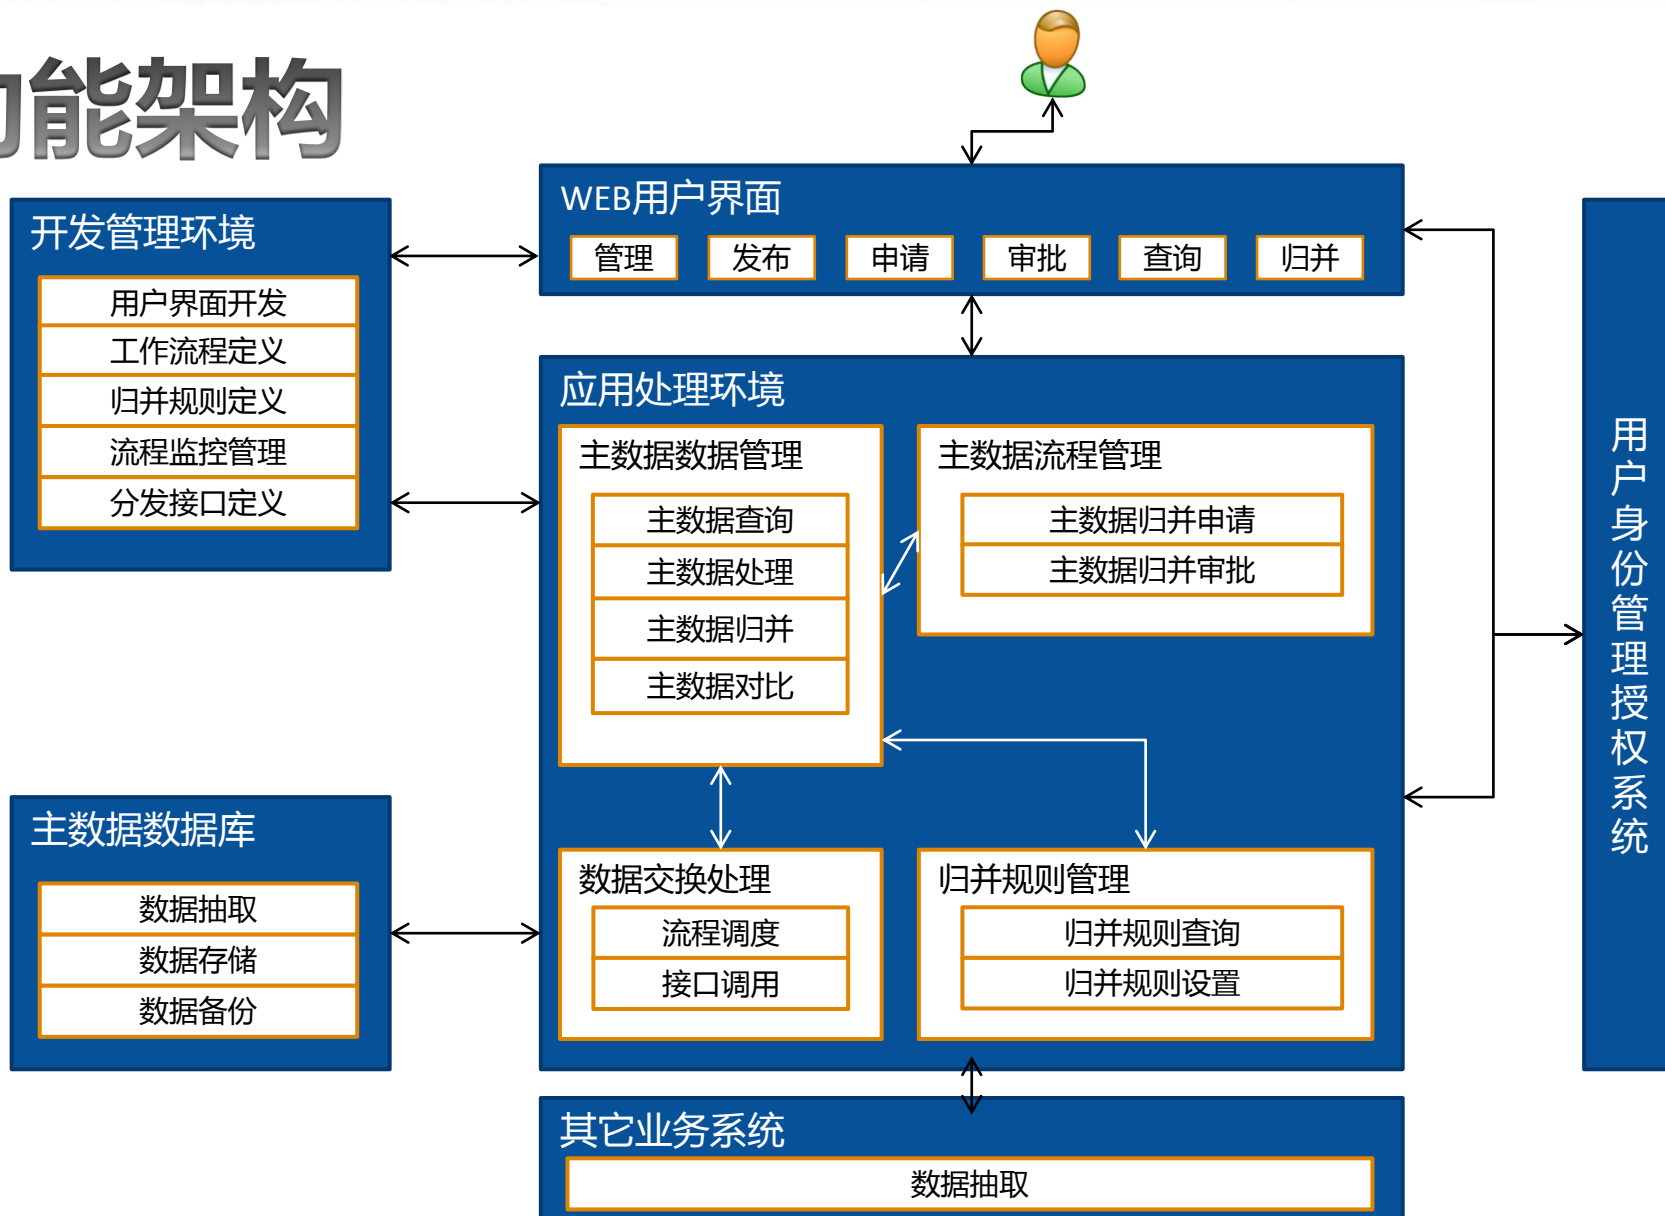 功能架构
WEB用户界面
管理
发布
申请
审批
查询
归并
开发管理环境
用户界面开发
工作流程定义
归并规则定义
流程监控管理
分发接口定义
应用处理环境
主数据数据管理
主数据查询
主数据处理
主数据归并
主数据对比
主数据流程管理
主数据归并申请
主数据归并审批
数据交换处理
流程调度
接口调用
归并规则管理
归并规则查询
归并规则设置
主数据数据库
数据抽取
数据存储
数据备份
其它业务系统
数据抽取
用户身份管理授权系统